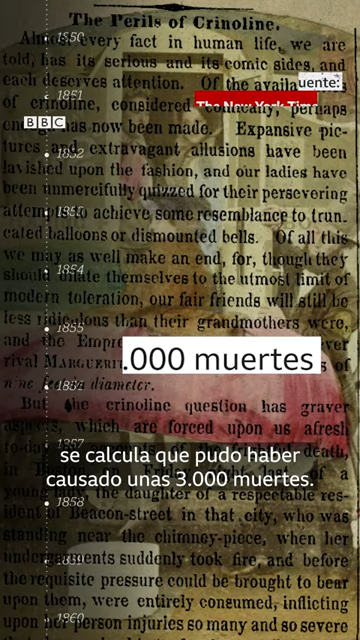 The Perils of Crinoline.
1850
Almost every fact in human life, we are
told, has its serious and its comic sides, and
each deserves attention. Of the
uente:
1851
of crinoline, considered perhaps
The New York Tim
BBC
has now been made. Expansive pic-
tures and extravagant allusions have been
1852
lavished upon the fashion, and our ladies have
been unmercifully quizzed for their persevering
1853
attempts to achieve some resemblance to trun-
cated balloons or dismounted bells. Of all this
we may as well make an end, for, though they
1854
should dilate themselves to the utmost limit of
modern toleration, our fair friends will still be
less ridiculous than their grandmothers were,
1855
and the
.000 muertes
rival
of
1856
diameter.
But the crinoline question has graver
aspects, which are forced upon us afresh
1857
se calcula que pudo haber
causado unas 3.000 muertes.
young lady, the daughter of a respectable res-
1858
ident of Beacon-street in that city, who was
standing near the chimney-piece, when her
undergarments suddenly took fire, and before
1859
the requisite pressure could be brought to bear
upon them, were entirely consumed, inflicting
1860
upon her person injuries so many and so severe